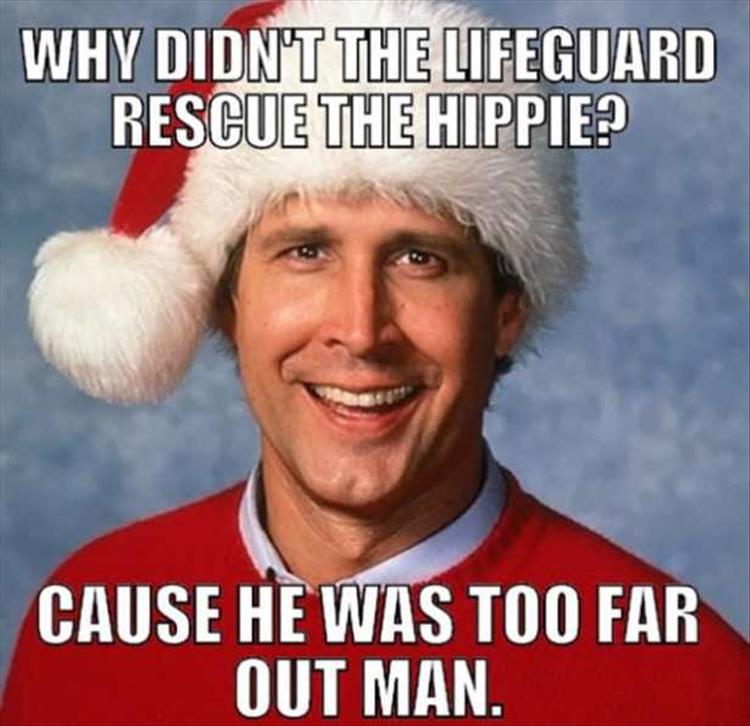 WHY DIDN'T THE LIFEGUARD
RESCUE THE HIPPIE?
CAUSE HE WAS TOO FAR
OUT MAN.